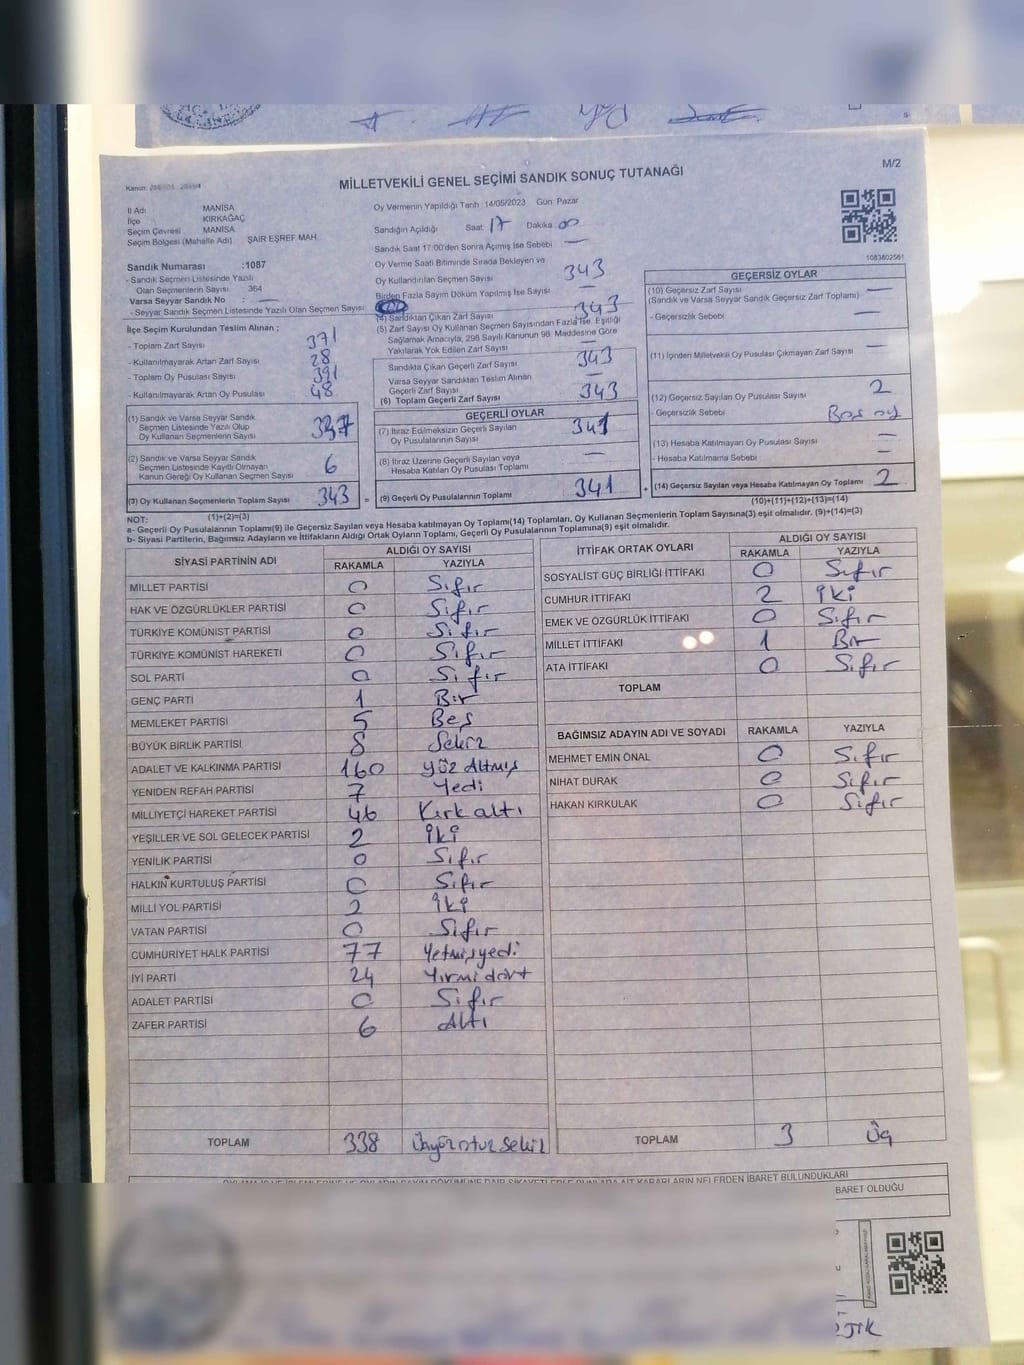 M/2
Kanun:
MİLLETVEKİLİ GENEL SEÇİMİ SANDIK SONUÇ TUTANAĞI
İl Adı MANİSA
İlçe KIRKAĞAÇ
Seçim Çevresi MANİSA
Seçim Bölgesi (Mahalle Adı) ŞAİR EŞREF MAH.
Oy Vermenin Yapıldığı Tarih 14/05/2023 Gün Pazar
Sandığın Açıldığı Saat 17 Dakika 00
Sandık Saat 17:00'den Sonra Açımış İse Sebebi —
1083802561
Sandık Numarası :1087
- Sandık Seçmen Listesinde Yazılı
Olan Seçmenlerin Sayısı 364
Varsa Seyyar Sandık No : —
- Seyyar Sandık Seçmen Listesinde Yazılı Olan Seçmen Sayısı
Oy Verme Saati Bitiminde Sırada Bekleyen ve
Oy Kullandırılan Seçmen Sayısı 343
Birden Fazla Sayım Döküm Yapılmış İse Sayısı —
(4) Sandıktan Çıkan Zarf Sayısı 343
(5) Zarf Sayısı Oy Kullanan Seçmen Sayısından Fazla İse, Eşitliği
Sağlamak Amacıyla, 298 Sayılı Kanunun 98. Maddesine Göre
Yakılarak Yok Edilen Zarf Sayısı —
İlçe Seçim Kurulundan Teslim Alınan ;
- Toplam Zarf Sayısı 371
- Kullanılmayarak Artan Zarf Sayısı 28
- Toplam Oy Pusulası Sayısı 391
- Kullanılmayarak Artan Oy Pusulası 48
Sandıkta Çıkan Geçerli Zarf Sayısı 343
Varsa Seyyar Sandıktan Teslim Alınan
Geçerli Zarf Sayısı —
(6) Toplam Geçerli Zarf Sayısı 343
(1) Sandık ve Varsa Seyyar Sandık
Seçmen Listesinde Yazılı Olup
Oy Kullanan Seçmenlerin Sayısı 337
(2) Sandık ve Varsa Seyyar Sandık
Seçmen Listesinde Kayıtlı Olmayan
Kanun Gereği Oy Kullanan Seçmen Sayısı 6
(3) Oy Kullanan Seçmenlerin Toplam Sayısı 343 =
(1)+(2)=(3)
GEÇERLİ OYLAR
(7) İtiraz Edilmeksizin Geçerli Sayılan
Oy Pusulalarının Sayısı 341
(8) İtiraz Üzerine Geçerli Sayılan veya
Hesaba Katılan Oy Pusulası Toplamı —
(9) Geçerli Oy Pusulalarının Toplamı 341 +
GEÇERSİZ OYLAR
(10) Geçersiz Zarf Sayısı —
(Sandık ve Varsa Seyyar Sandık Geçersiz Zarf Toplamı)
- Geçersizlik Sebebi —
(11) İçinden Milletvekili Oy Pusulası Çıkmayan Zarf Sayısı —
(12) Geçersiz Sayılan Oy Pusulası Sayısı 2
- Geçersizlik Sebebi Boş oy
(13) Hesaba Katılmayan Oy Pusulası Sayısı —
- Hesaba Katılmama Sebebi —
(14) Geçersiz Sayılan veya Hesaba Katılmayan Oy Toplamı 2
(10)+(11)+(12)+(13)=(14)
NOT:
a- Geçerli Oy Pusulalarının Toplamı(9) ile Geçersiz Sayılan veya Hesaba katılmayan Oy Toplamı(14) Toplamları, Oy Kullanan Seçmenlerin Toplam Sayısına(3) eşit olmalıdır. (9)+(14)=(3)
b- Siyasi Partilerin, Bağımsız Adayların ve İttifakların Aldığı Ortak Oyların Toplamı, Geçerli Oy Pusulalarının Toplamına(9) eşit olmalıdır.
SİYASİ PARTİNİN ADI ALDIĞI OY SAYISI
RAKAMLA YAZIYLA
MİLLET PARTİSİ 0 Sıfır
HAK VE ÖZGÜRLÜKLER PARTİSİ 0 Sıfır
TÜRKİYE KOMÜNİST PARTİSİ 0 Sıfır
TÜRKİYE KOMÜNİST HAREKETİ 0 Sıfır
SOL PARTİ 0 Sıfır
GENÇ PARTİ 1 Bir
MEMLEKET PARTİSİ 5 Beş
BÜYÜK BİRLİK PARTİSİ 8 Sekiz
ADALET VE KALKINMA PARTİSİ 160 yüz Altmış
YENİDEN REFAH PARTİSİ 7 Yedi
MİLLİYETÇİ HAREKET PARTİSİ 46 Kırk altı
YEŞİLLER VE SOL GELECEK PARTİSİ 2 iki
YENİLİK PARTİSİ 0 Sıfır
HALKIN KURTULUŞ PARTİSİ 0 Sıfır
MİLLİ YOL PARTİSİ 2 iki
VATAN PARTİSİ 0 Sıfır
CUMHURİYET HALK PARTİSİ 77 Yetmişyedi
İYİ PARTİ 24 Yırmi dört
ADALET PARTİSİ 0 Sıfır
ZAFER PARTİSİ 6 Altı
TOPLAM 338 Üçyüzotuz sekiz
İTTİFAK ORTAK OYLARI ALDIĞI OY SAYISI
RAKAMLA YAZIYLA
SOSYALİST GÜÇ BİRLİĞİ İTTİFAKI 0 Sıfır
CUMHUR İTTİFAKI 2 İki
EMEK VE ÖZGÜRLÜK İTTİFAKI 0 Sıfır
MİLLET İTTİFAKI 1 Bir
ATA İTTİFAKI 0 Sıfır
TOPLAM
BAĞIMSIZ ADAYIN ADI VE SOYADI RAKAMLA YAZIYLA
MEHMET EMİN ÖNAL 0 Sıfır
NİHAT DURAK 0 Sıfır
HAKAN KIRKULAK 0 Sıfır
TOPLAM 3 Üç
BARET OLDUĞU